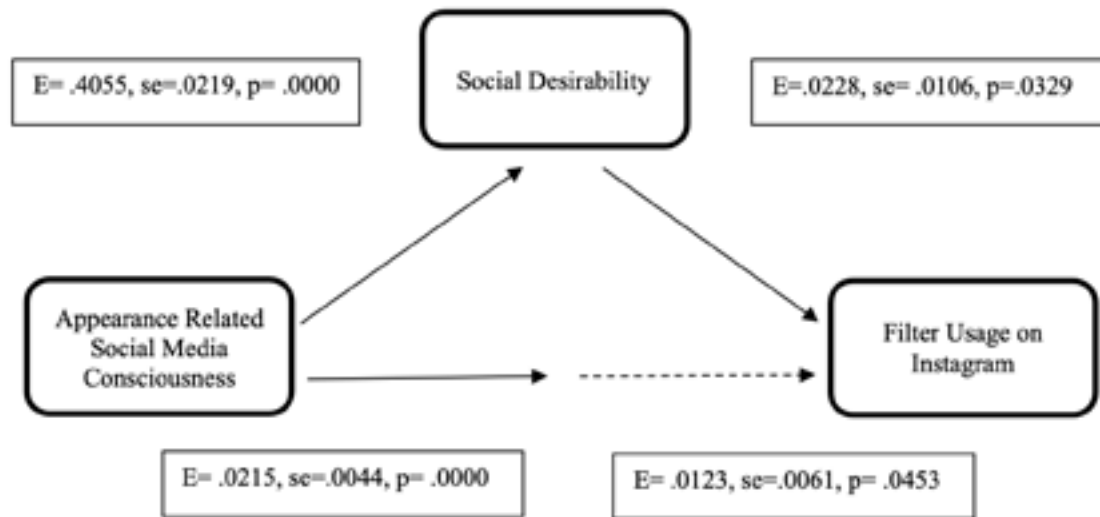 Social Desirability
E= .4055, se=.0219, p= .0000
E=.0228, se= .0106, p=.0329
Appearance Related
Social Media
Consciousness
Filter Usage on
Instagram
E= .0215, se=.0044, p= .0000
E= .0123, se=.0061, p= .0453